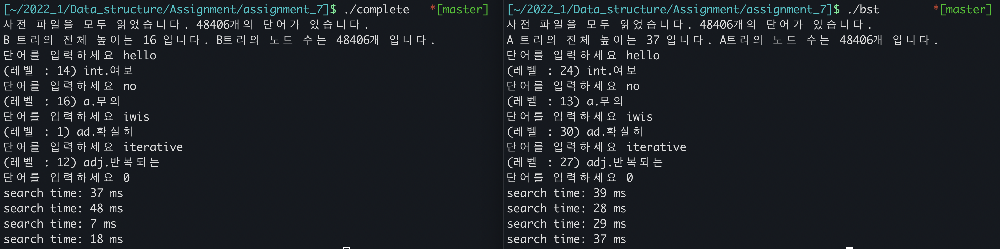 [~/2022_1/Data_structure/Assignment/assignment_7]$ ./complete *[master]
사전 파일을 모두 읽었습니다. 48406개의 단어가 있습니다.
B 트리의 전체 높이는 16 입니다. B트리의 노드 수는 48406개 입니다.
단어를 입력하세요 hello
(레벨 : 14) int.여보
단어를 입력하세요 no
(레벨 : 16) a.무의
단어를 입력하세요 iwis
(레벨 : 1) ad.확실히
단어를 입력하세요 iterative
(레벨 : 12) adj.반복되는
단어를 입력하세요 0
search time: 37 ms
search time: 48 ms
search time: 7 ms
search time: 18 ms
[~/2022_1/Data_structure/Assignment/assignment_7]$ ./bst *[master]
사전 파일을 모두 읽었습니다. 48406개의 단어가 있습니다.
A 트리의 전체 높이는 37 입니다. A트리의 노드 수는 48406개 입니다.
단어를 입력하세요 hello
(레벨 : 24) int.여보
단어를 입력하세요 no
(레벨 : 13) a.무의
단어를 입력하세요 iwis
(레벨 : 30) ad.확실히
단어를 입력하세요 iterative
(레벨 : 27) adj.반복되는
단어를 입력하세요 0
search time: 39 ms
search time: 28 ms
search time: 29 ms
search time: 37 ms